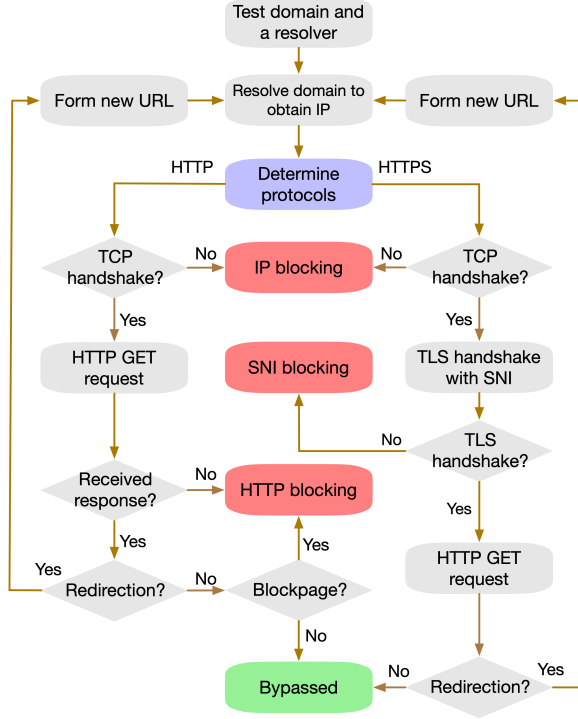 Test domain and
a resolver
Form new URL
Resolve domain to
obtain IP
Form new URL
HTTP
Determine
protocols
HTTPS
TCP
handshake?
No
IP blocking
No
TCP
handshake?
Yes
Yes
HTTP GET
request
SNI blocking
TLS handshake
with SNI
No
TLS
handshake?
Received
response?
No
HTTP blocking
Yes
Yes
Yes
HTTP GET
request
Yes
Redirection?
No
Blockpage?
No
Bypassed
No
Redirection?
Yes